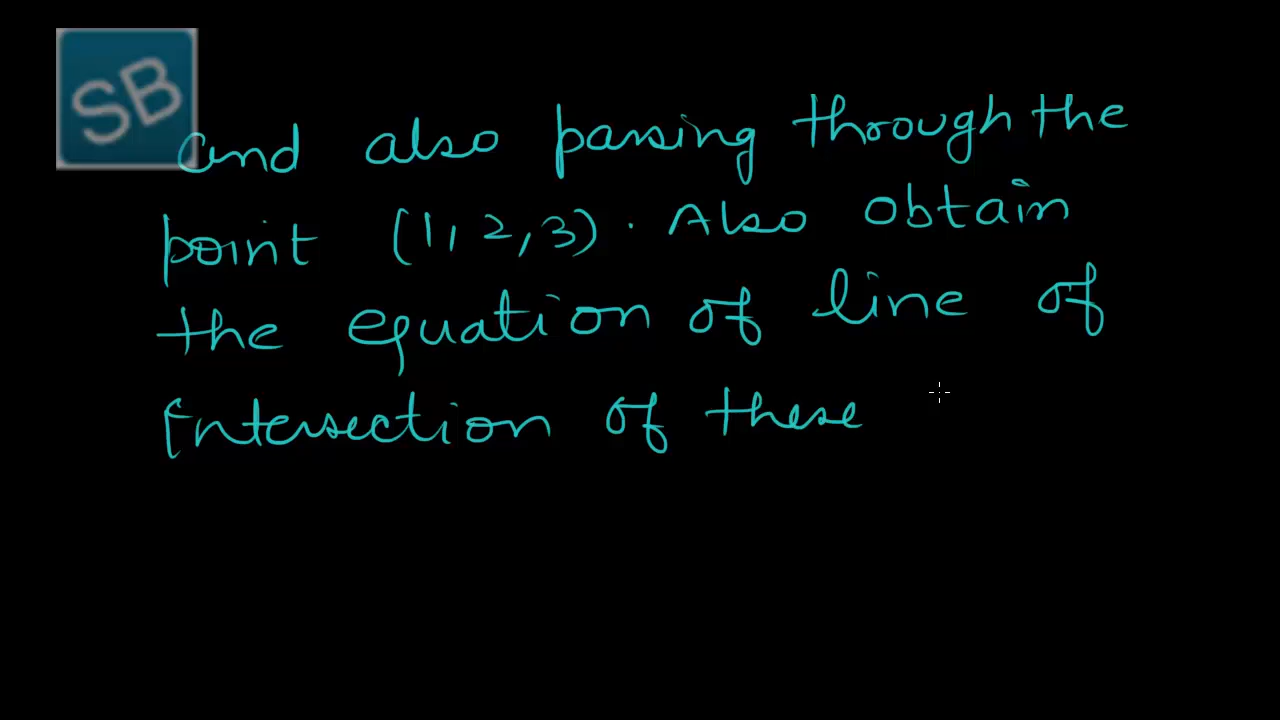 SB
and also passing through the
point (1, 2, 3). Also obtain
the equation of line of
Intersection of these